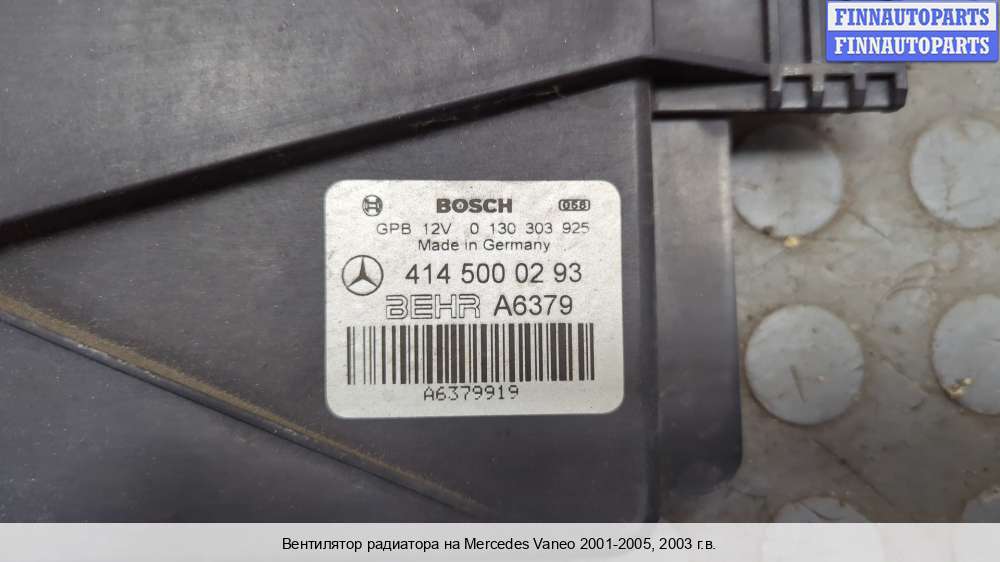 FINNAUTOPARTS
FINNAUTOPARTS
BOSCH 058
GPB 12V 0 130 303 925
Made in Germany
414 500 02 93
BEHR A6379
A6379919
Вентилятор радиатора на Mercedes Vaneo 2001-2005, 2003 г.в.